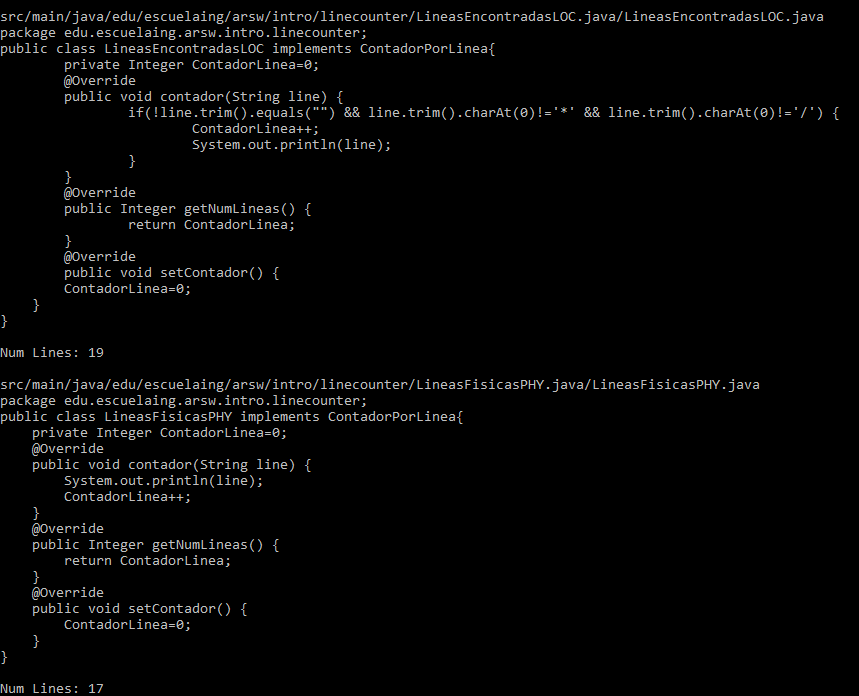 src/main/java/edu/escuelaing/arsw/intro/linecounter/LineasEncontradasLOC.java/LineasEncontradasLOC.java
package edu.escuelaing.arsw.intro.linecounter;
public class LineasEncontradasLOC implements ContadorPorLinea{
        private Integer ContadorLinea=0;
        @Override
        public void contador(String line) {
                if(!line.trim().equals("") && line.trim().charAt(0)!='*' && line.trim().charAt(0)!='/') {
                        ContadorLinea++;
                        System.out.println(line);
                }
        }
        @Override
        public Integer getNumLineas() {
                return ContadorLinea;
        }
        @Override
        public void setContador() {
        ContadorLinea=0;
    }
}

Num Lines: 19

src/main/java/edu/escuelaing/arsw/intro/linecounter/LineasFisicasPHY.java/LineasFisicasPHY.java
package edu.escuelaing.arsw.intro.linecounter;
public class LineasFisicasPHY implements ContadorPorLinea{
    private Integer ContadorLinea=0;
    @Override
    public void contador(String line) {
        System.out.println(line);
        ContadorLinea++;
    }
    @Override
    public Integer getNumLineas() {
        return ContadorLinea;
    }
    @Override
    public void setContador() {
        ContadorLinea=0;
    }
}

Num Lines: 17